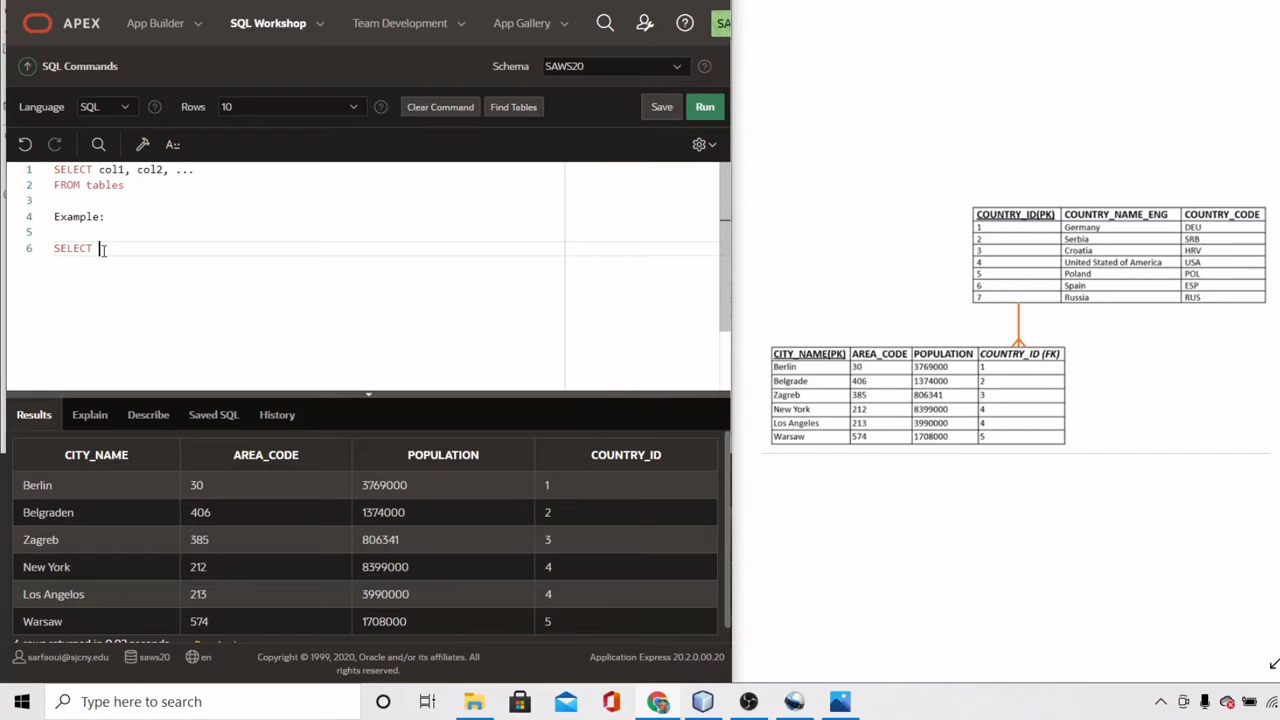 APEX App Builder SQL Workshop Team Development App Gallery SA
SQL Commands Schema SAWS20
Language SQL Rows 10 Clear Command Find Tables Save Run
1 SELECT col1, col2, ...
2 FROM tables
3
4 Example:
5
6 SELECT
Results Explain Describe Saved SQL History
CITY_NAME AREA_CODE POPULATION COUNTRY_ID
Berlin 30 3769000 1
Belgraden 406 1374000 2
Zagreb 385 806341 3
New York 212 8399000 4
Los Angelos 213 3990000 4
Warsaw 574 1708000 5
sarfaoui@sjcny.edu saws20 en Copyright © 1999, 2020, Oracle and/or its affiliates. All
rights reserved. Application Express 20.2.0.00.20
COUNTRY_ID(PK) COUNTRY_NAME_ENG COUNTRY_CODE
1 Germany DEU
2 Serbia SRB
3 Croatia HRV
4 United Stated of America USA
5 Poland POL
6 Spain ESP
7 Russia RUS
CITY_NAME(PK) AREA_CODE POPULATION COUNTRY_ID (FK)
Berlin 30 3769000 1
Belgrade 406 1374000 2
Zagreb 385 806341 3
New York 212 8399000 4
Los Angeles 213 3990000 4
Warsaw 574 1708000 5
Type here to search